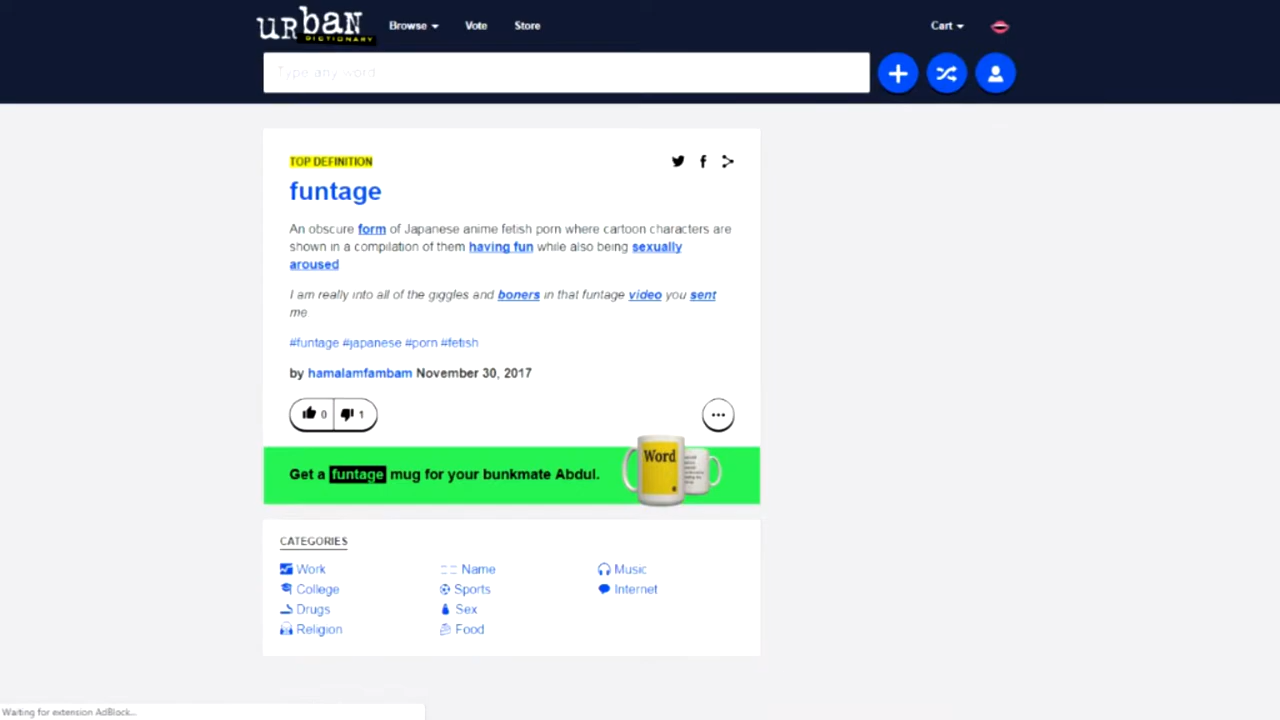 urban
DICTIONARY
Browse
Vote
Store
Cart
Type any word
TOP DEFINITION
funtage
An obscure form of Japanese anime fetish porn where cartoon characters are
shown in a compilation of them having fun while also being sexually
aroused
I am really into all of the giggles and boners in that funtage video you sent
me
#funtage #japanese #porn #fetish
by hamalamfambam November 30, 2017
0 1
Get a funtage mug for your bunkmate Abdul.
Word
CATEGORIES
Work Name Music
College Sports Internet
Drugs Sex
Religion Food
Waiting for extension AdBlock...